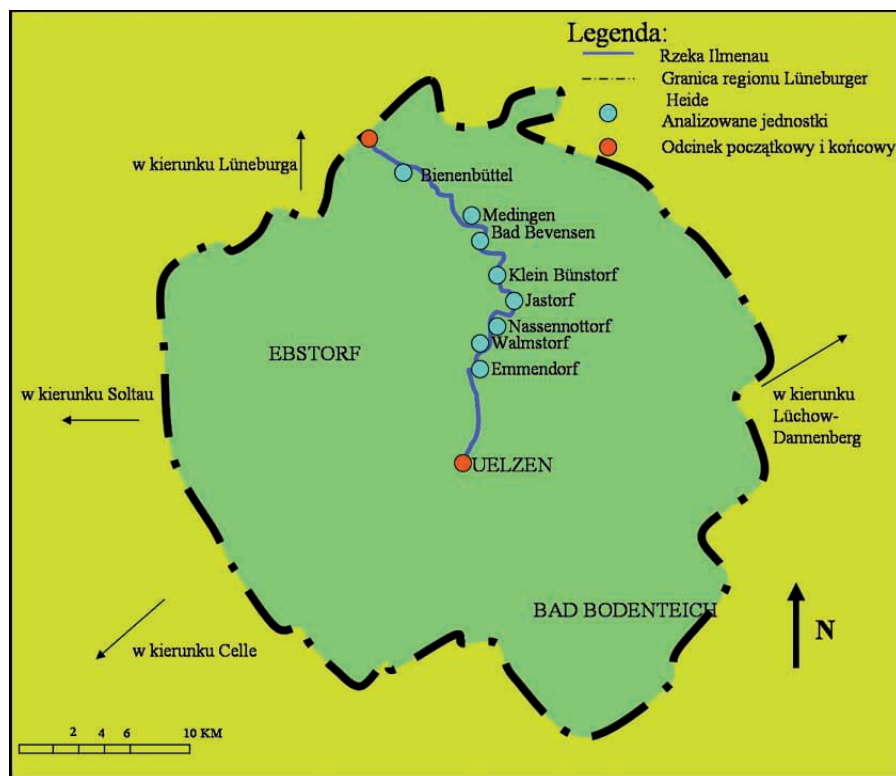 Legenda:
Rzeka Ilmenau
Granica regionu Lüneburger
Heide
Analizowane jednostki
Odcinek początkowy i końcowy
w kierunku Lüneburga
Bienenbüttel
Medingen
Bad Bevensen
Klein Bünstorf
Jastorf
Nassennottorf
Walmstorf
Emmendorf
EBSTORF
w kierunku Soltau
w kierunku
Lüchow-
Dannenberg
UELZEN
BAD BODENTEICH
N
w kierunku Celle
2 4 6 10 KM